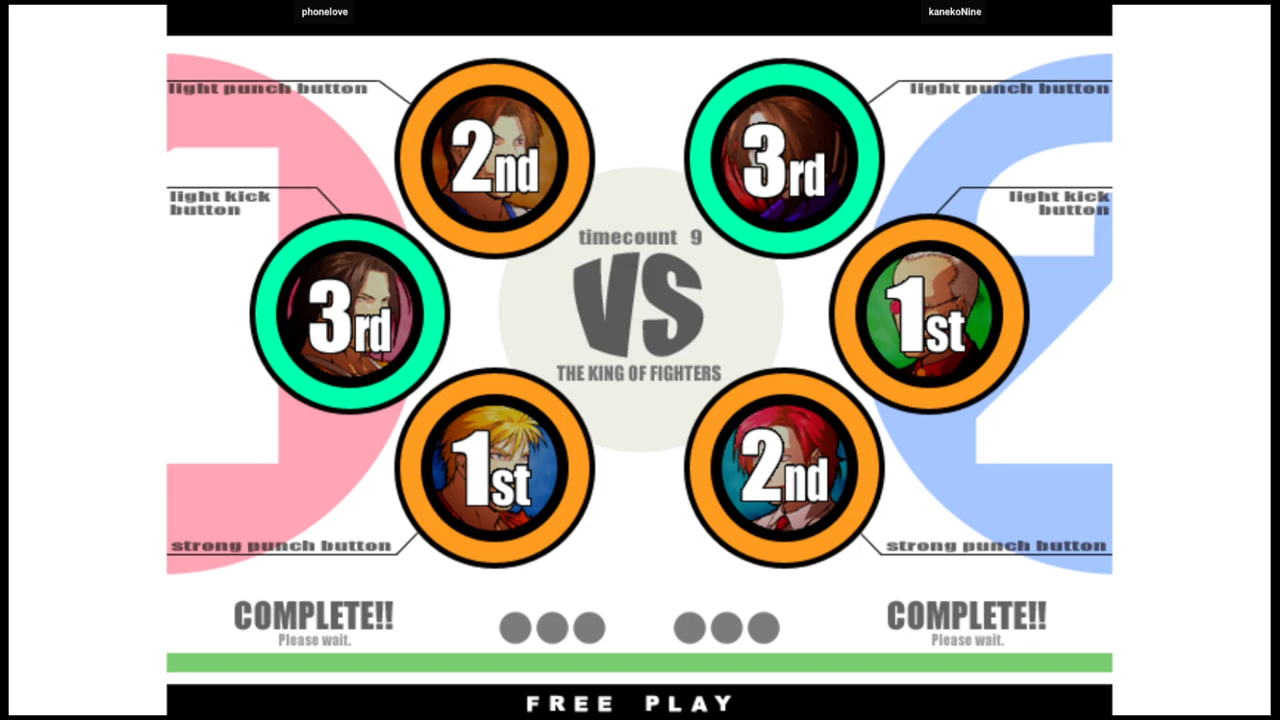 phonelove
kanekoNine
light punch button
light punch button
2nd
3rd
light kick
button
light kick
button
timecount 9
VS
THE KING OF FIGHTERS
3rd
1st
1st
2nd
strong punch button
strong punch button
COMPLETE!!
Please wait.
COMPLETE!!
Please wait.
FREE PLAY